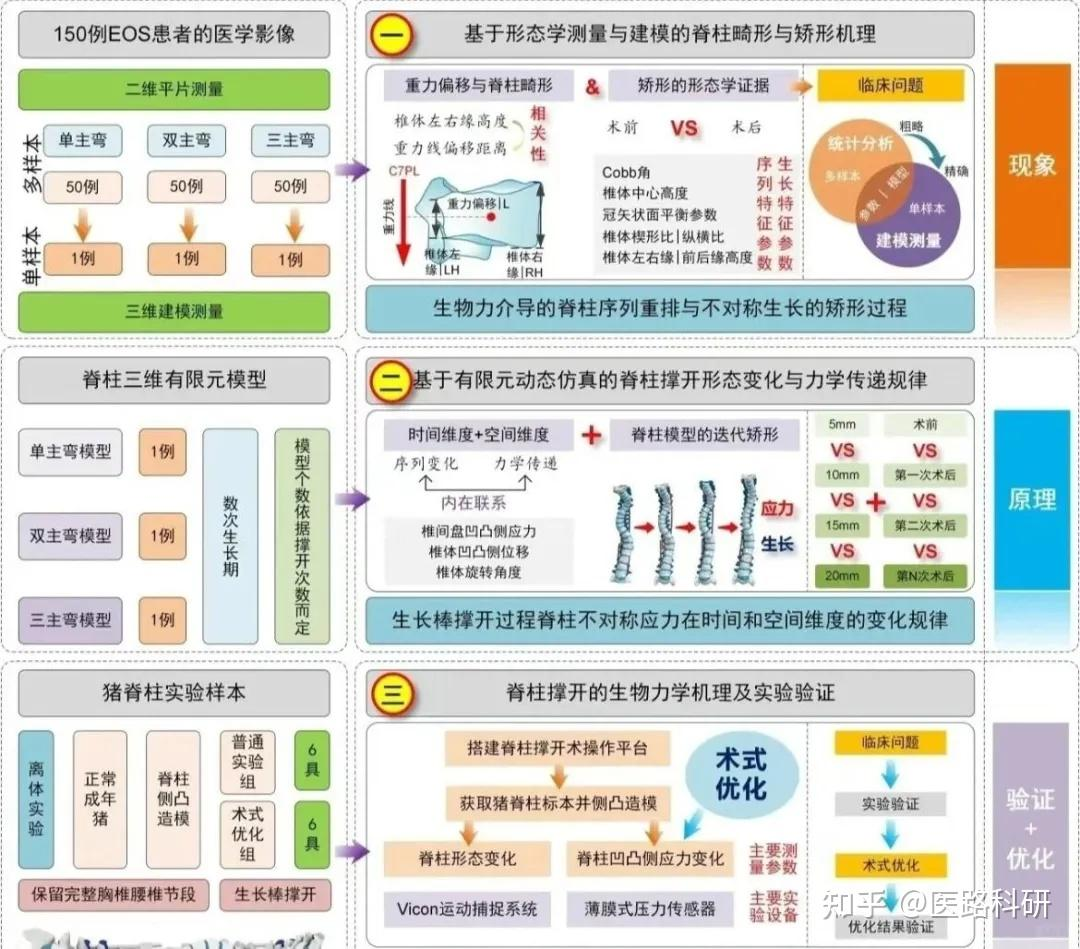 150例EOS患者的医学影像
二维平片测量
多样本
单主弯
双主弯
三主弯
50例
50例
50例
单样本
1例
1例
1例
三维建模测量
一
基于形态学测量与建模的脊柱畸形与矫形机理
重力偏移与脊柱畸形
&
矫形的形态学证据
临床问题
椎体左右缘高度
重力线偏移距离
相关性
C7PL
重力线
重力偏移|L
椎体左
缘|LH
椎体右
缘|RH
术前
VS
术后
Cobb角
椎体中心高度
冠矢状面平衡参数
椎体楔形比|纵横比
椎体左右缘|前后缘高度
序列特征参数
生长特征参数
统计分析
多样本
参数|模型
单样本
建模测量
粗略
精确
生物力介导的脊柱序列重排与不对称生长的矫形过程
现象
脊柱三维有限元模型
单主弯模型
1例
双主弯模型
1例
三主弯模型
1例
数次生长期
模型个数依据撑开次数而定
二
基于有限元动态仿真的脊柱撑开形态变化与力学传递规律
时间维度+空间维度
+
脊柱模型的迭代矫形
序列变化
力学传递
内在联系
椎间盘凹凸侧应力
椎体凹凸侧位移
椎体旋转角度
应力
生长
5mm
VS
10mm
VS
15mm
VS
20mm
+
术前
VS
第一次术后
VS
第二次术后
VS
第N次术后
生长棒撑开过程脊柱不对称应力在时间和空间维度的变化规律
原理
猪脊柱实验样本
离体实验
正常
成年
猪
脊柱
侧凸
造模
普通
实验
组
6
具
术式
优化
组
6
具
保留完整胸椎腰椎节段
生长棒撑开
三
脊柱撑开的生物力学机理及实验验证
搭建脊柱撑开术操作平台
获取猪脊柱标本并侧凸造模
术式
优化
脊柱形态变化
脊柱凹凸侧应力变化
主要测
量参数
Vicon运动捕捉系统
薄膜式压力传感器
主要实
验设备
临床问题
实验验证
术式优化
优化结果验证
验证
+
优化
知乎 @医路科研